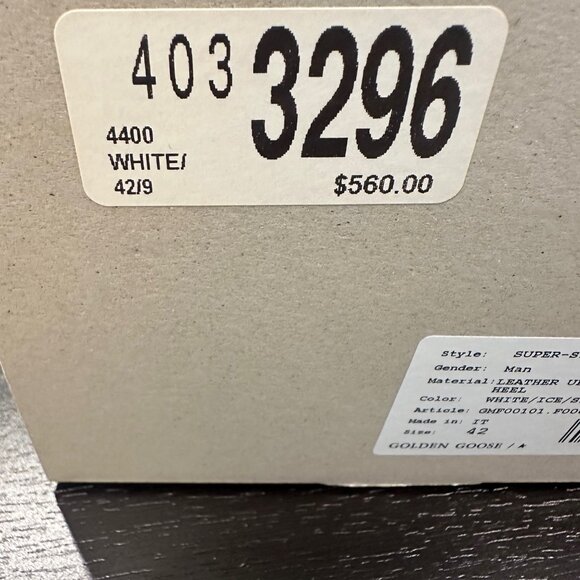 403 3296
4400
WHITE/
42/9 $560.00
Style: SUPER-S
Gender: Man
Material: LEATHER
HEEL
Color: WHITE/ICE/S
Article: GMF00101.F00
Made in: IT
Size: 42
GOLDEN GOOSE /★